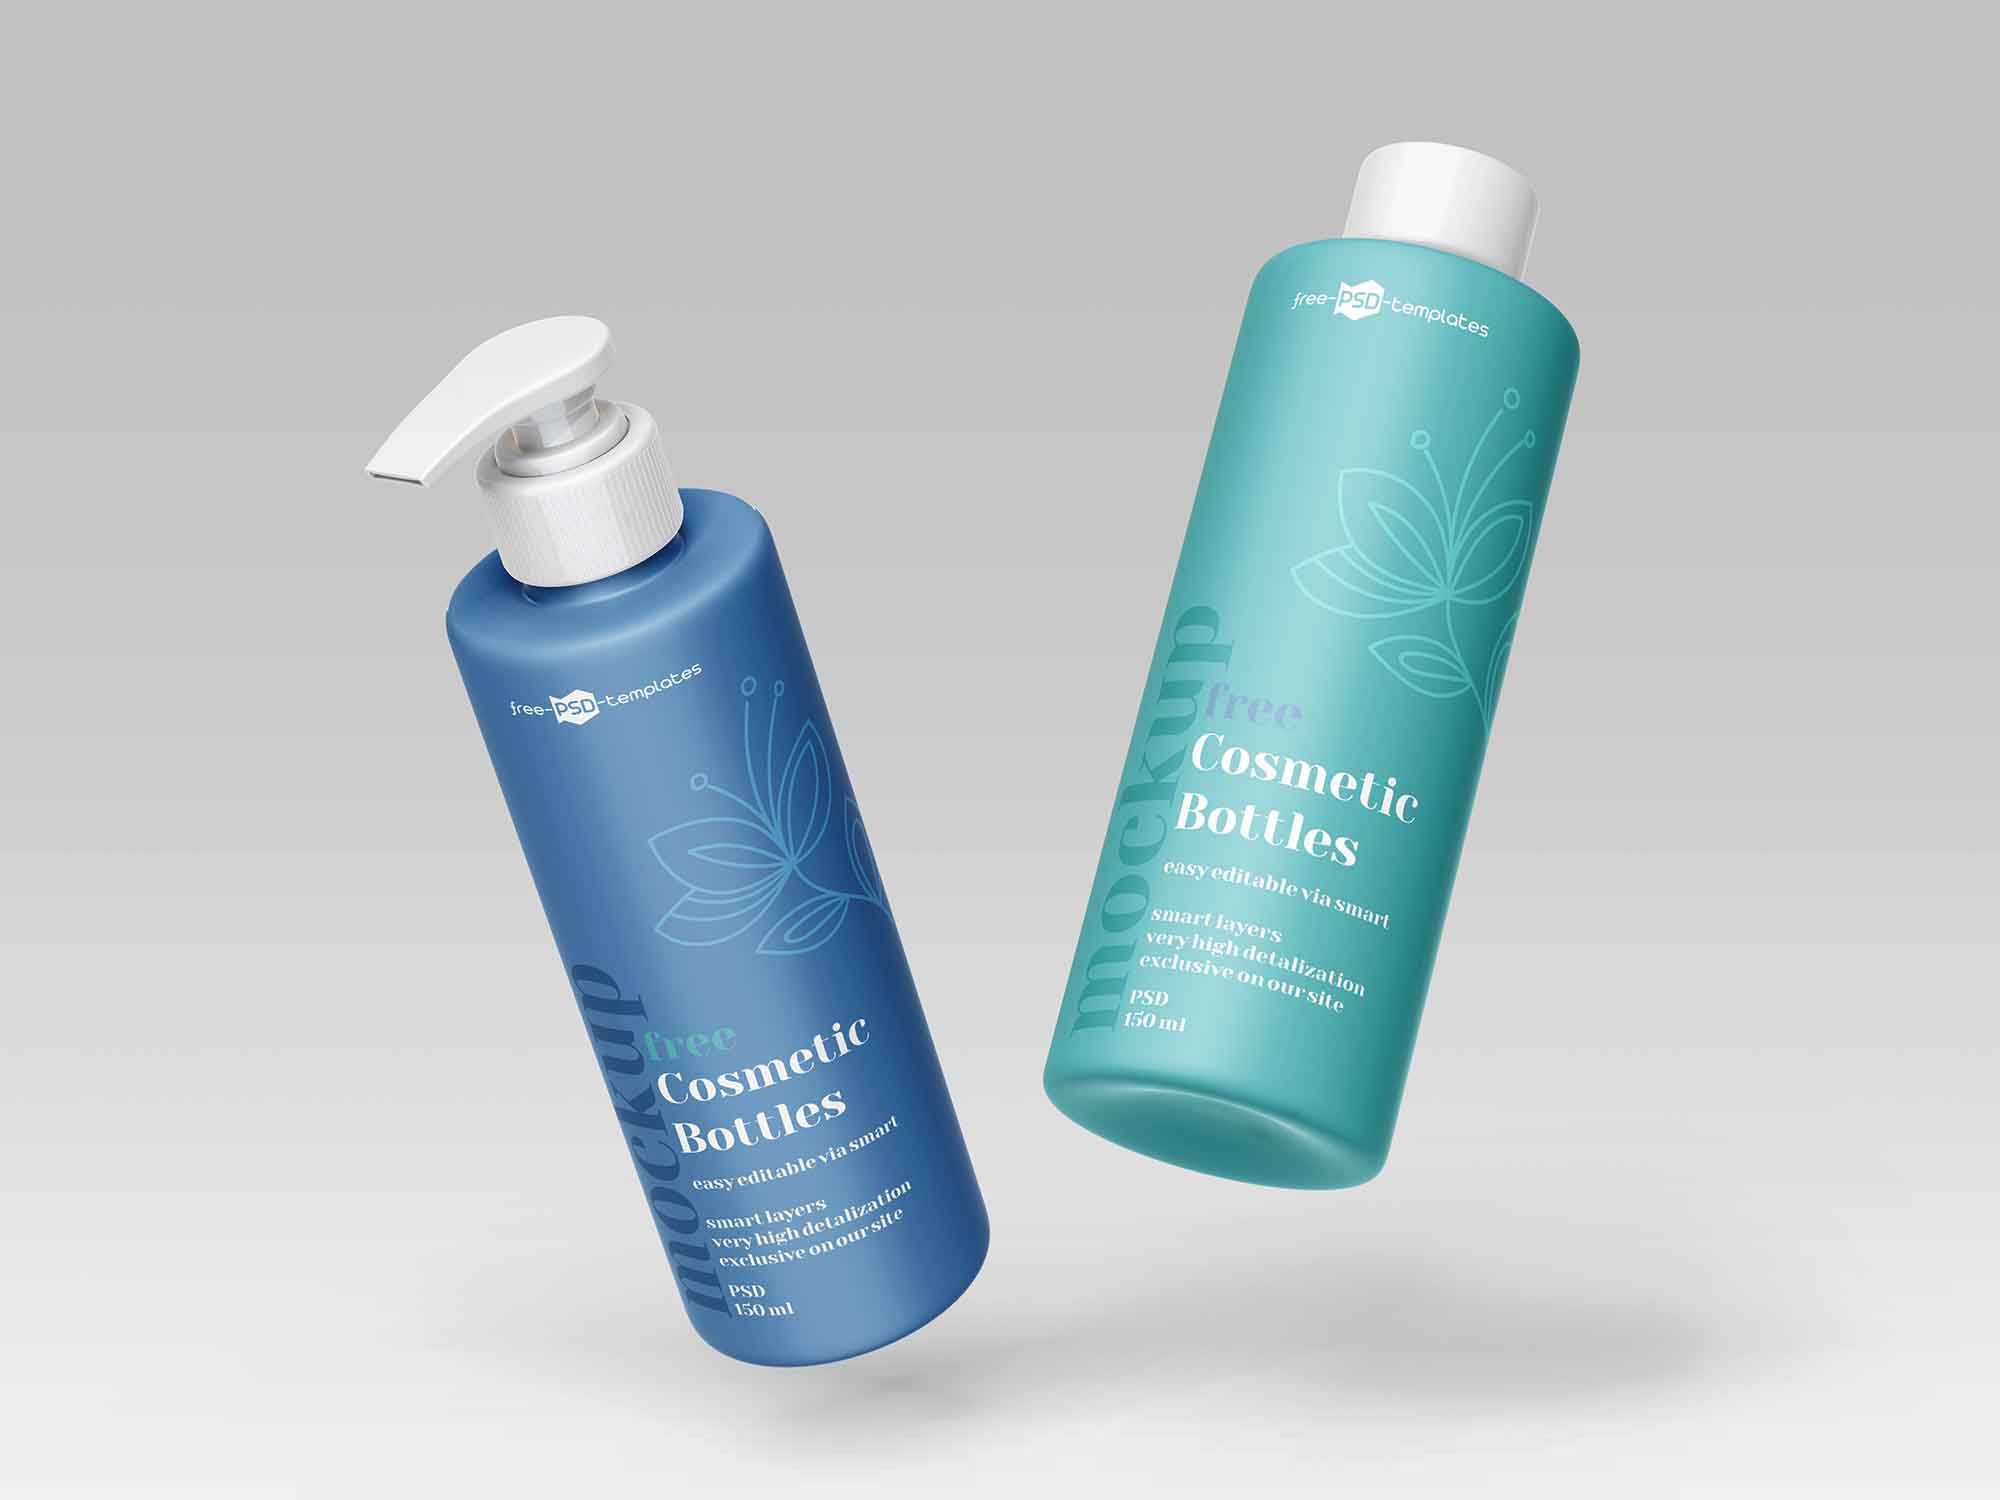 free-PSD-templates
mockup
free
Cosmetic
Bottles
easy editable via smart
smart layers
very high detalization
exclusive on our site
PSD
150 ml
free-PSD-templates
mockup
free
Cosmetic
Bottles
easy editable via smart
smart layers
very high detalization
exclusive on our site
PSD
150 ml